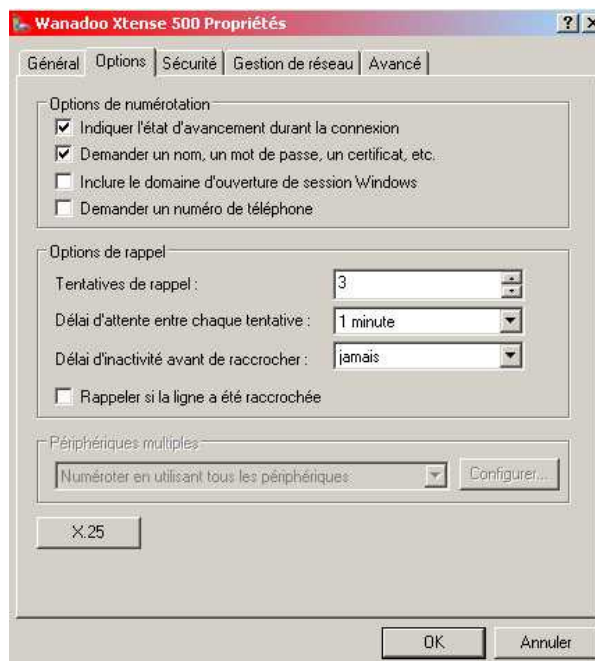 Wanadoo Xtense 500 Propriétés ? X
Général Options Sécurité Gestion de réseau Avancé
Options de numérotation
Indiquer l'état d'avancement durant la connexion
Demander un nom, un mot de passe, un certificat, etc.
Inclure le domaine d'ouverture de session Windows
Demander un numéro de téléphone
Options de rappel
Tentatives de rappel : 3
Délai d'attente entre chaque tentative : 1 minute
Délai d'inactivité avant de raccrocher : jamais
Rappeler si la ligne a été raccrochée
Périphériques multiples
Numéroter en utilisant tous les périphériques Configurer...
X.25
OK Annuler